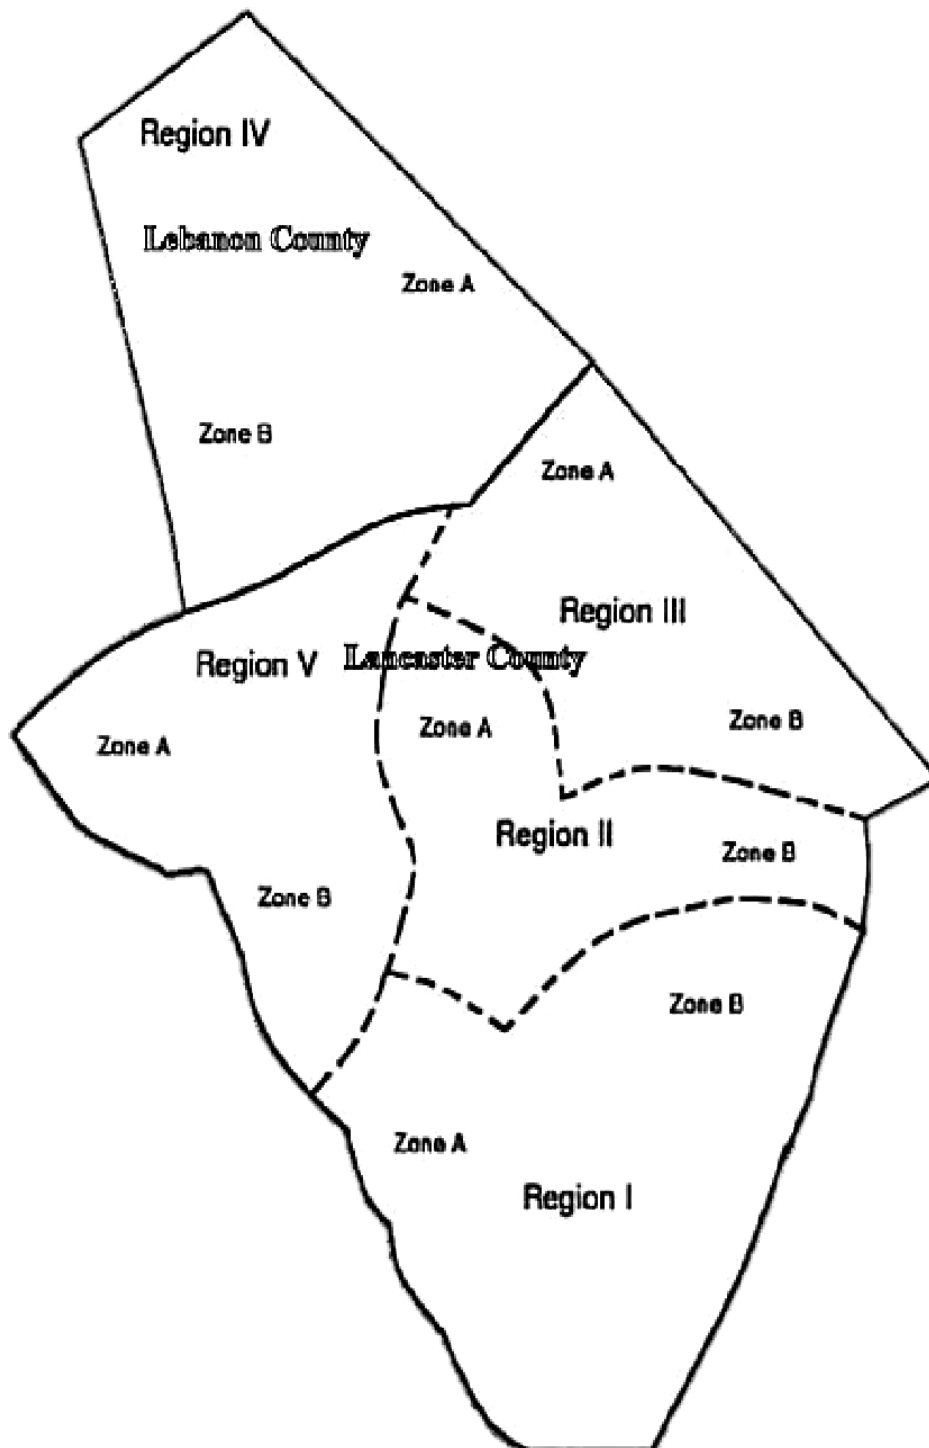 Region IV
Lebanon County
Zone A
Zone B
Zone A
Region III
Lancaster County
Region V
Zone B
Zone A
Zone A
Region II
Zone B
Zone B
Zone B
Zone A
Region I